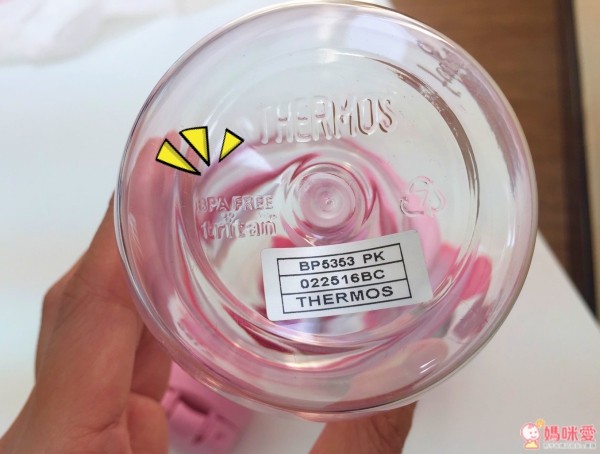 THERMOS
BPA FREE
tritan
BP5353 PK
022516BC
THERMOS
媽咪愛